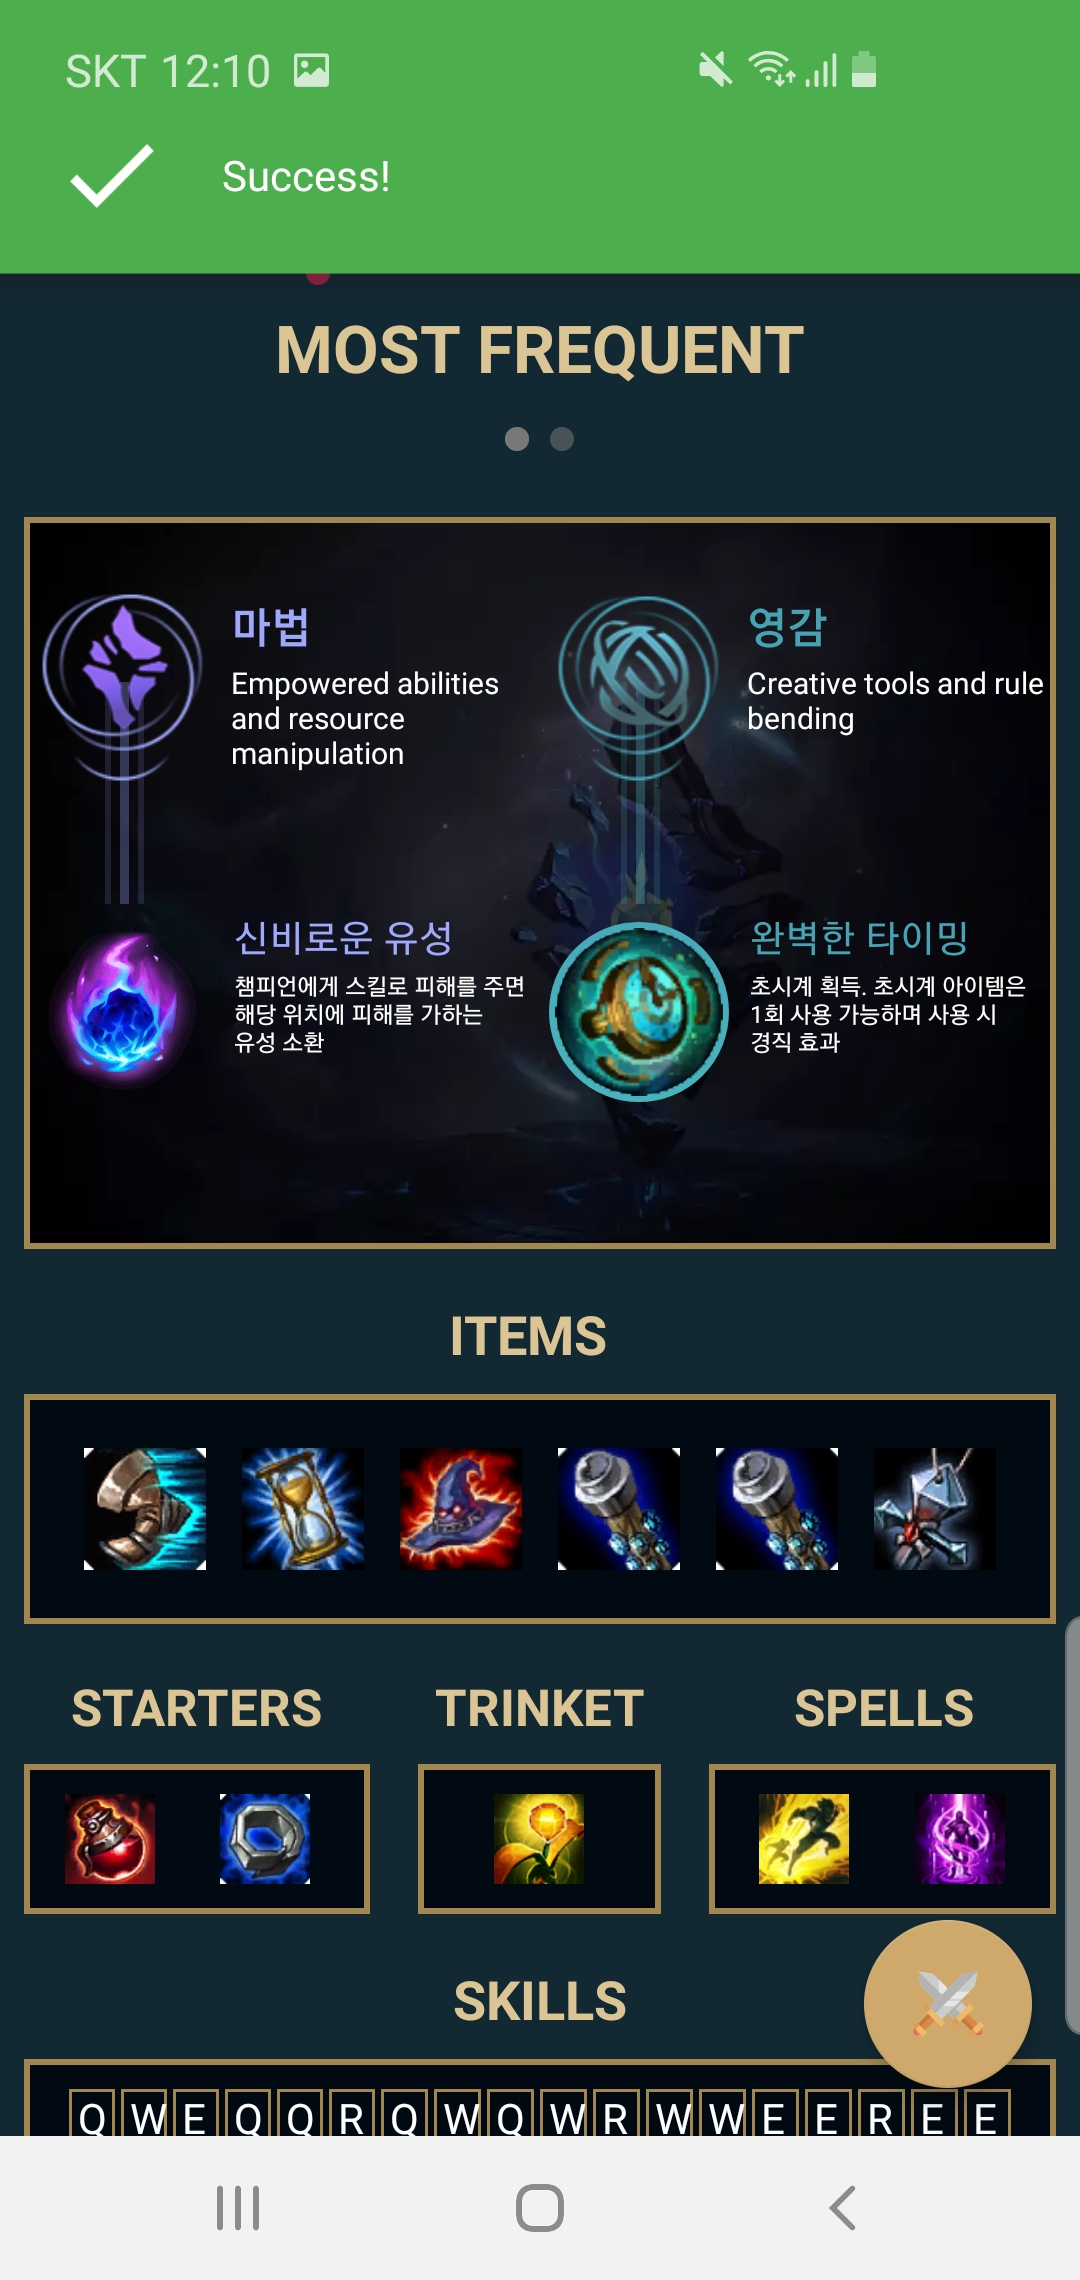 SKT 12:10
Success!
MOST FREQUENT
마법
Empowered abilities
and resource
manipulation
영감
Creative tools and rule
bending
신비로운 유성
챔피언에게 스킬로 피해를 주면
해당 위치에 피해를 가하는
유성 소환
완벽한 타이밍
초시계 획득. 초시계 아이템은
1회 사용 가능하며 사용 시
경직 효과
ITEMS
STARTERS
TRINKET
SPELLS
SKILLS
Q W E Q Q R Q W Q W R W W E E R E E